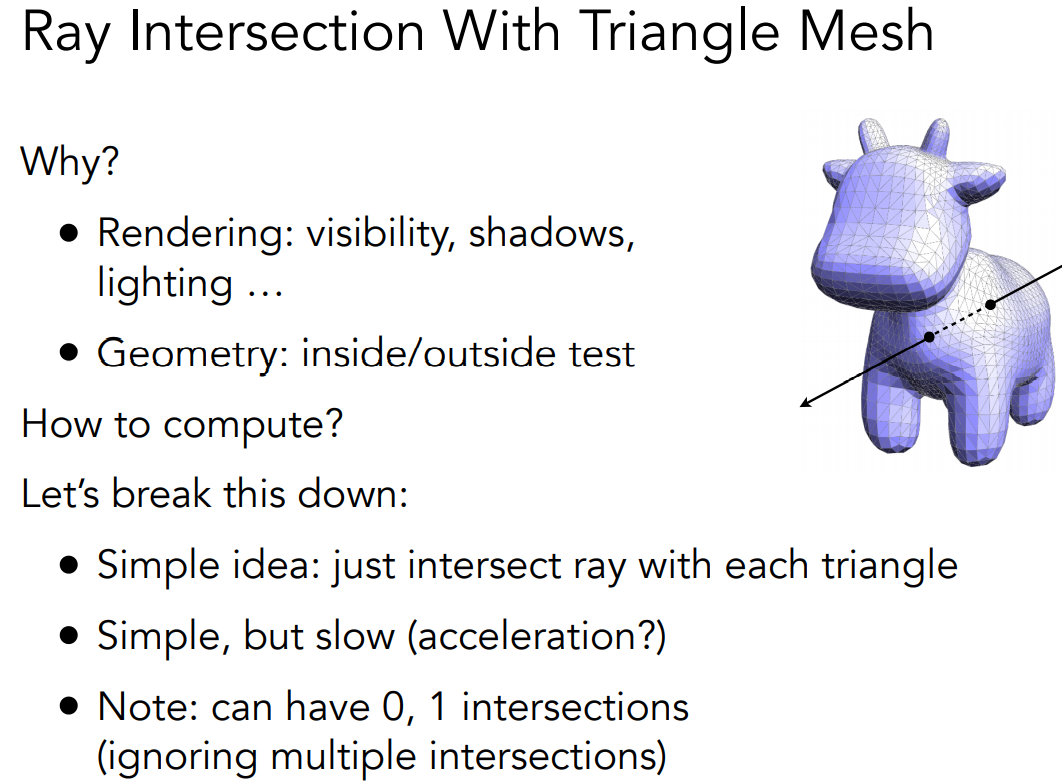 Ray Intersection With Triangle Mesh
Why?
• Rendering: visibility, shadows,
lighting …
• Geometry: inside/outside test
How to compute?
Let’s break this down:
• Simple idea: just intersect ray with each triangle
• Simple, but slow (acceleration?)
• Note: can have 0, 1 intersections
(ignoring multiple intersections)